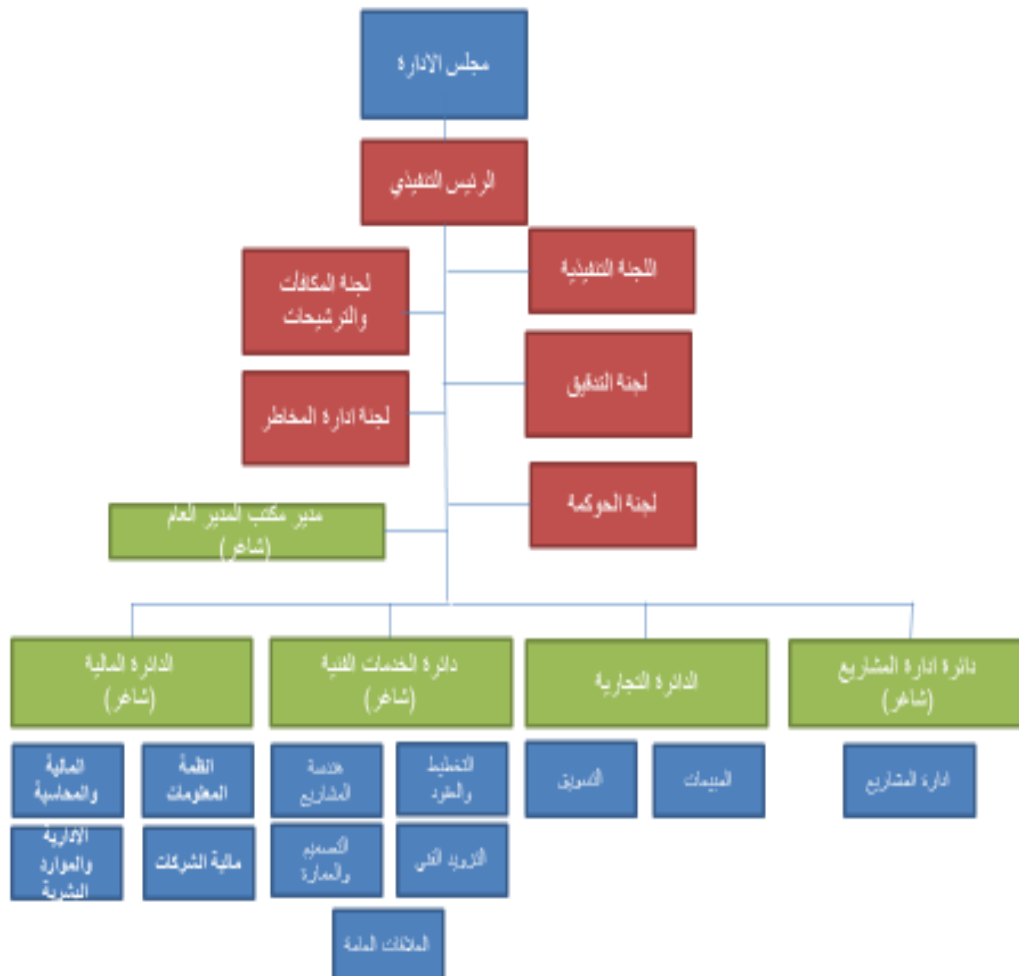 مجلس الادارة
الرئيس التنفيذي
اللجنة التنفيذية
لجنة المكافآت
والترشيحات
لجنة التدقيق
لجنة ادارة المخاطر
لجنة الحوكمة
مدير مكتب المدير العام
(شاغر)
دائرة ادارة المشاريع
(شاغر)
الدائرة التجارية
دائرة الخدمات الفنية
(شاغر)
الدائرة المالية
(شاغر)
ادارة المشاريع
المبيعات
التسويق
التخطيط
والعقود
هندسة
المشاريع
انظمة
المعلومات
المالية
والمحاسبية
التزويد الفني
التصميم
والعمارة
مالية الشركات
الادارية
والموارد
البشرية
العلاقات العامة